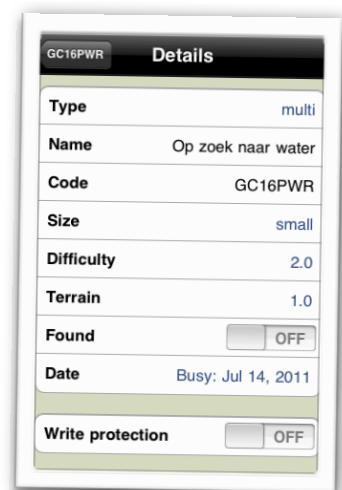 GC16PWR Details
Type multi
Name Op zoek naar water
Code GC16PWR
Size small
Difficulty 2.0
Terrain 1.0
Found OFF
Date Busy: Jul 14, 2011
Write protection OFF